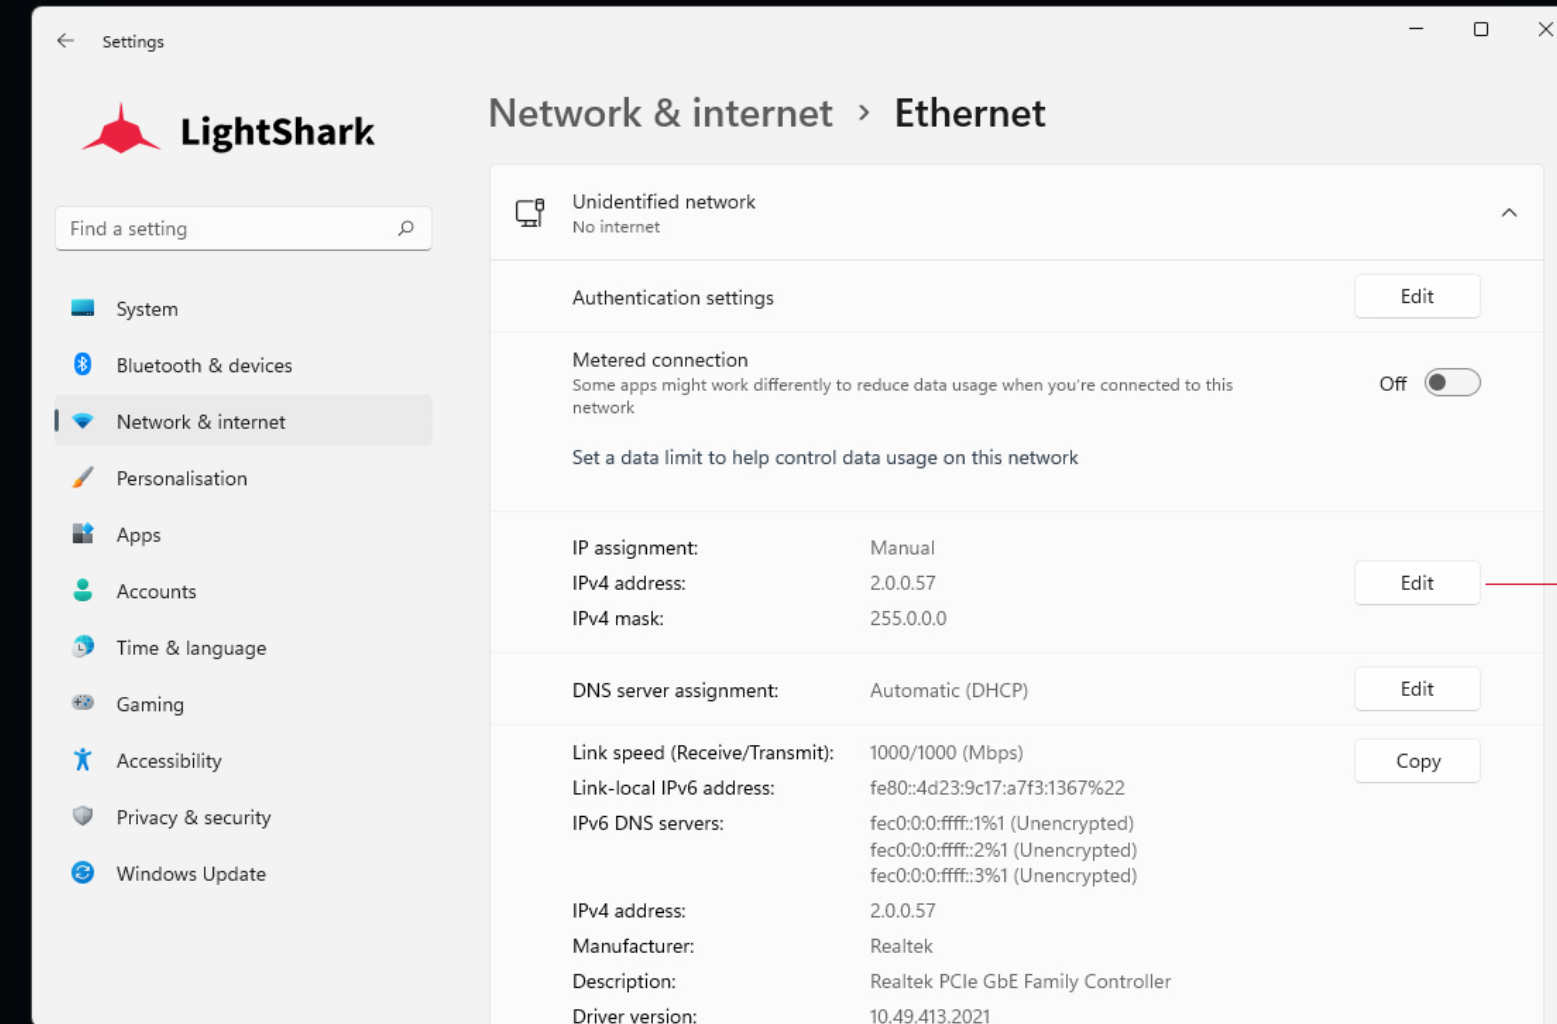 Settings
LightShark
Find a setting
System
Bluetooth & devices
Network & internet
Personalisation
Apps
Accounts
Time & language
Gaming
Accessibility
Privacy & security
Windows Update
Network & internet › Ethernet
Unidentified network
No internet
Authentication settings
Edit
Metered connection
Some apps might work differently to reduce data usage when you're connected to this
network
Off
Set a data limit to help control data usage on this network
IP assignment: Manual
IPv4 address: 2.0.0.57
Edit
IPv4 mask: 255.0.0.0
DNS server assignment: Automatic (DHCP)
Edit
Link speed (Receive/Transmit): 1000/1000 (Mbps)
Copy
Link-local IPv6 address: fe80::4d23:9c17:a7f3:1367%22
IPv6 DNS servers: fec0:0:0:ffff::1%1 (Unencrypted)
fec0:0:0:ffff::2%1 (Unencrypted)
fec0:0:0:ffff::3%1 (Unencrypted)
IPv4 address: 2.0.0.57
Manufacturer: Realtek
Description: Realtek PCIe GbE Family Controller
Driver version: 10.49.413.2021